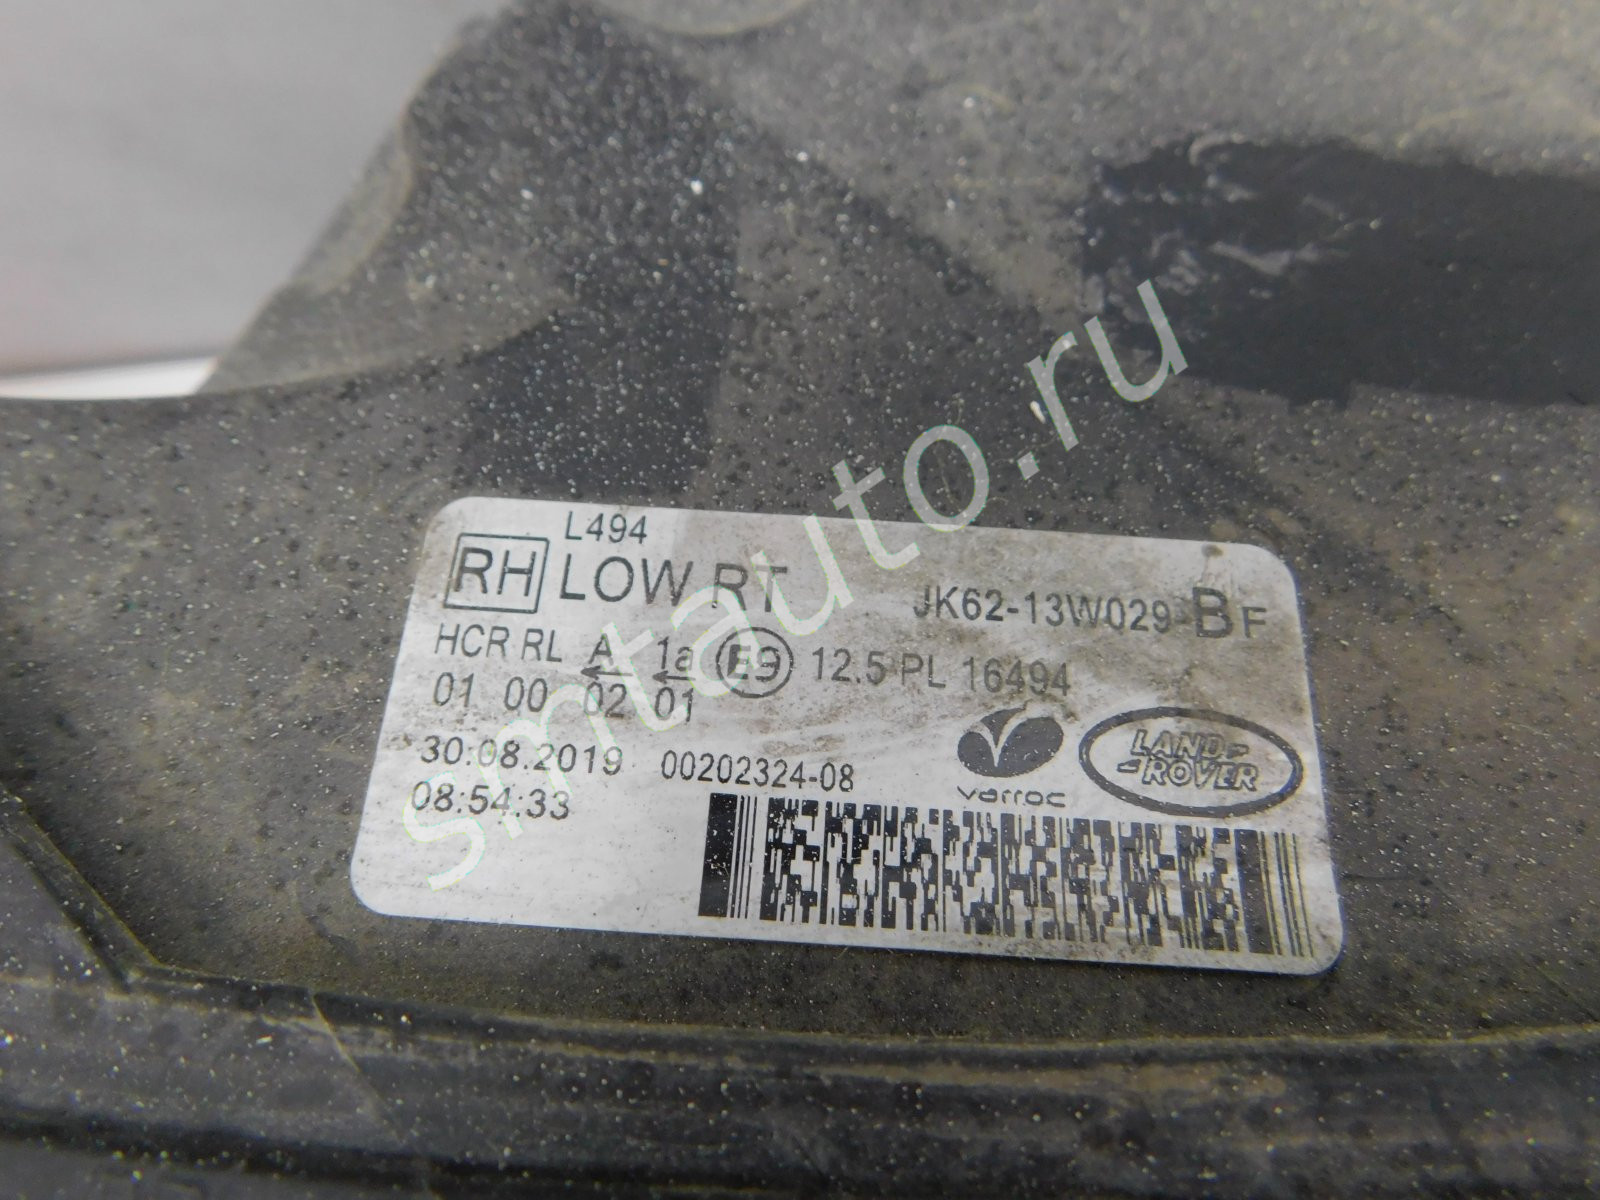 L494
RH LOW RT JK62-13W029-BF
HCR RL A 1a E9 12.5 PL 16494
01 00 02 01
30.08.2019 00202324-08
08:54:33
varroc
LAND-
-ROVER
smtauto.ru